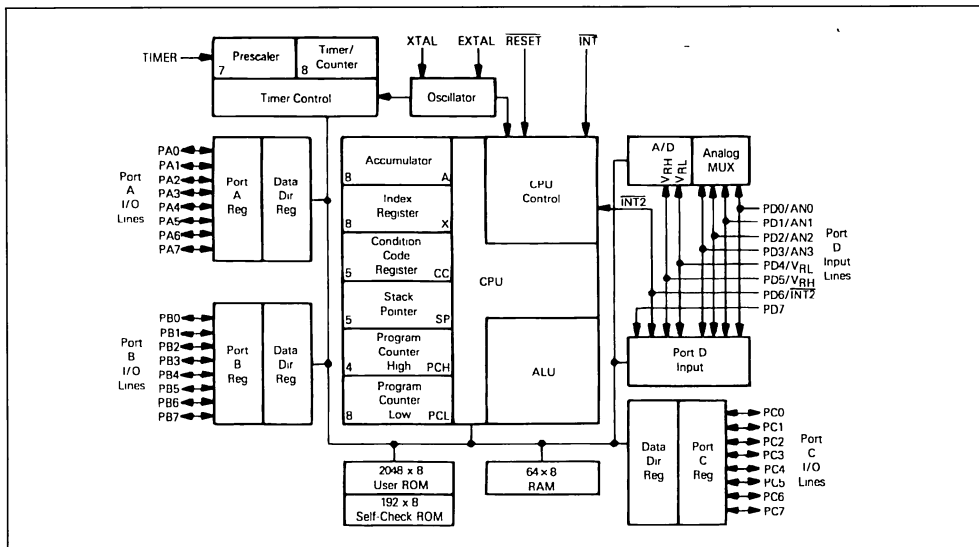 XTAL EXTAL RESET INT
TIMER
Prescaler
7
Timer/
Counter
8
Timer Control
Oscillator
Port
A
I/O
Lines
PA0
PA1
PA2
PA3
PA4
PA5
PA6
PA7
Port
A
Reg
Data
Dir
Reg
Accumulator
8 A
Index
Register
8 X
Condition
Code
Register
5 CC
Stack
Pointer
5 SP
Program
Counter
High
4 PCH
Program
Counter
Low
8 PCL
CPU
CPU
Control
ALU
INT2
A/D
VRH
VRL
Analog
MUX
PD0/AN0
PD1/AN1
PD2/AN2
PD3/AN3
PD4/VRL
PD5/VRH
PD6/INT2
PD7
Port
D
Input
Lines
Port D
Input
Port
B
I/O
Lines
PB0
PB1
PB2
PB3
PB4
PB5
PB6
PB7
Port
B
Reg
Data
Dir
Reg
2048 x 8
User ROM
192 x 8
Self-Check ROM
64 x 8
RAM
Data
Dir
Reg
Port
C
Reg
PC0
PC1
PC2
PC3
PC4
PC5
PC6
PC7
Port
C
I/O
Lines